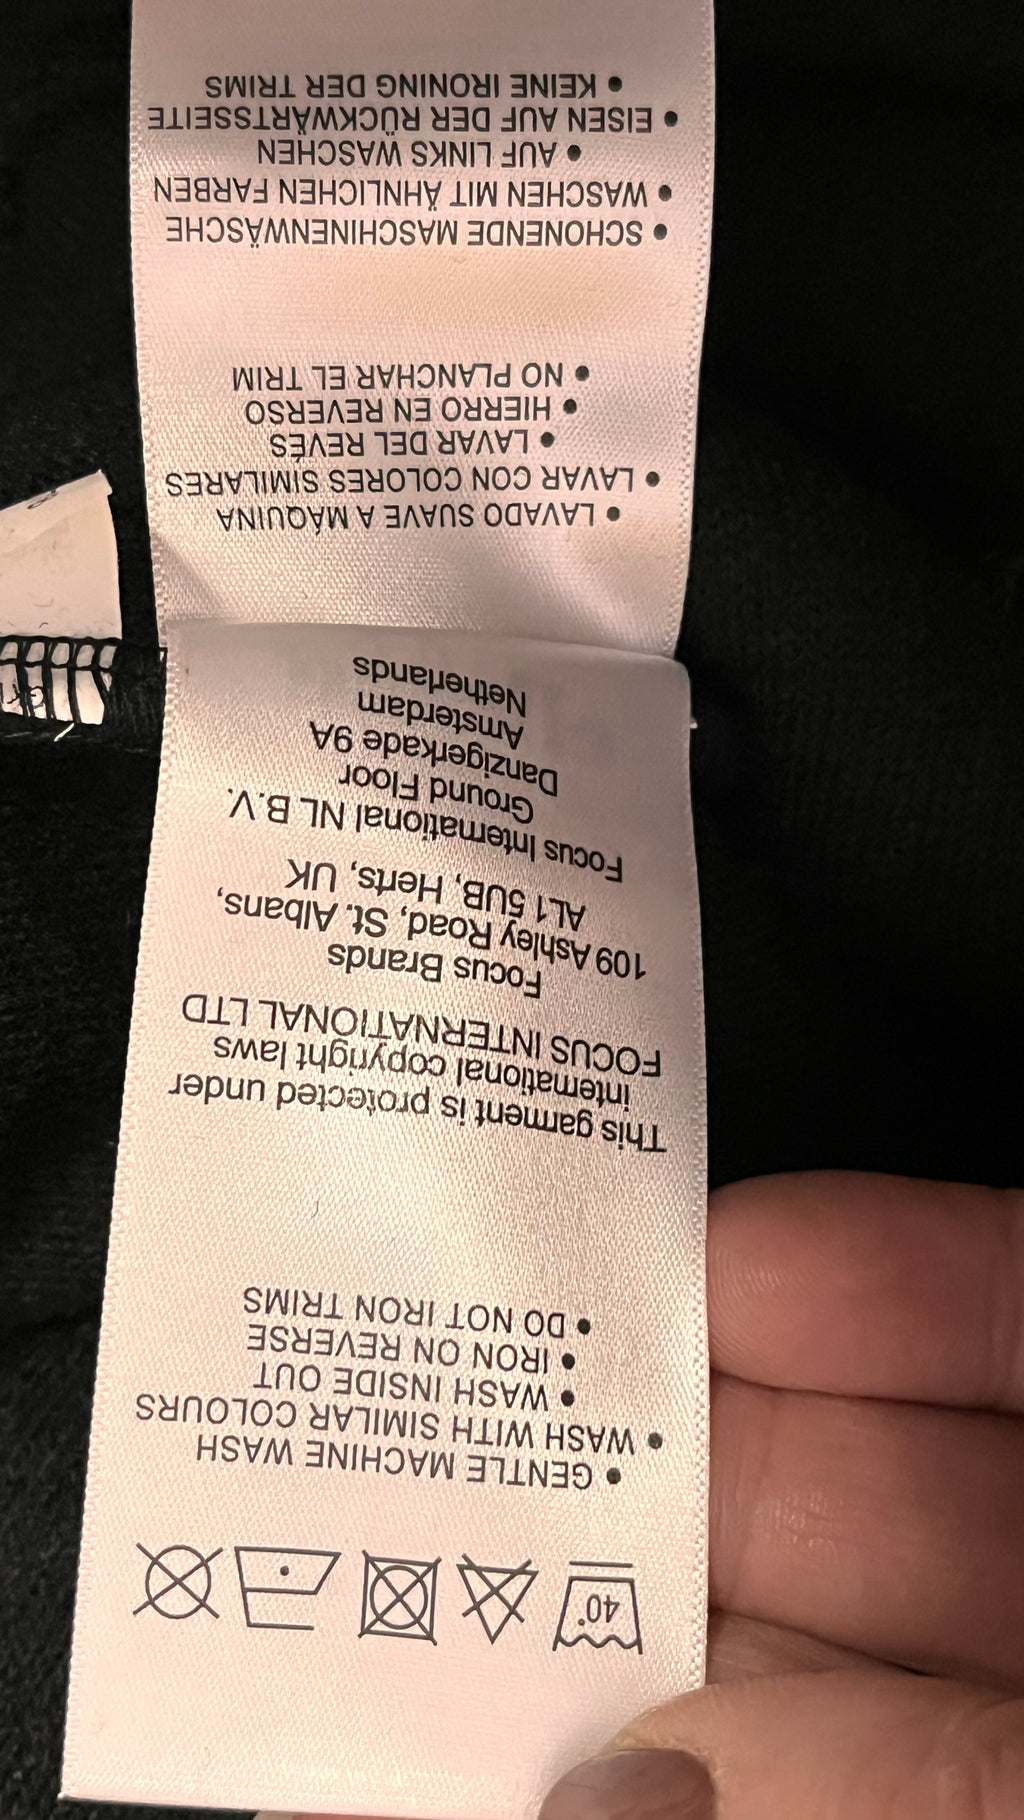 40°
• GENTLE MACHINE WASH
• WASH WITH SIMILAR COLOURS
• WASH INSIDE OUT
• IRON ON REVERSE
• DO NOT IRON TRIMS
This garment is protected under
international copyright laws
FOCUS INTERNATIONAL LTD
Focus Brands
109 Ashley Road, St. Albans,
AL1 5UB, Herts, UK
Focus International NL B.V.
Ground Floor
Danzigerkade 9A
Amsterdam
Netherlands
• LAVADO SUAVE A MÁQUINA
• LAVAR CON COLORES SIMILARES
• LAVAR DEL REVÉS
• HIERRO EN REVERSO
• NO PLANCHAR EL TRIM
• SCHONENDE MASCHINENWÄSCHE
• WASCHEN MIT ÄHNLICHEN FARBEN
• AUF LINKS WASCHEN
• EISEN AUF DER RÜCKWÄRTSSEITE
• KEINE IRONING DER TRIMS